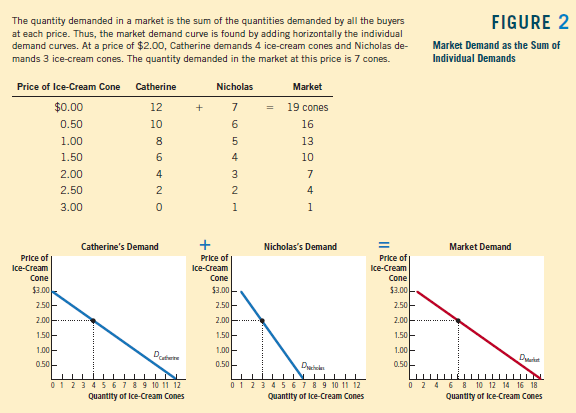 The quantity demanded in a market is the sum of the quantities demanded by all the buyers
at each price. Thus, the market demand curve is found by adding horizontally the individual
demand curves. At a price of $2.00, Catherine demands 4 ice-cream cones and Nicholas de-
mands 3 ice-cream cones. The quantity demanded in the market at this price is 7 cones.
FIGURE 2
Market Demand as the Sum of
Individual Demands
Price of Ice-Cream Cone Catherine Nicholas Market
$0.00 12 + 7 = 19 cones
0.50 10 6 16
1.00 8 5 13
1.50 6 4 10
2.00 4 3 7
2.50 2 2 4
3.00 0 1 1
Catherine's Demand
Price of
Ice-Cream
Cone
$3.00
2.50
2.00
1.50
1.00
0.50
DCatherine
0 1 2 3 4 5 6 7 8 9 10 11 12
Quantity of Ice-Cream Cones
+
Nicholas's Demand
Price of
Ice-Cream
Cone
$3.00
2.50
2.00
1.50
1.00
0.50
DNicholas
0 1 2 3 4 5 6 7 8 9 10 11 12
Quantity of Ice-Cream Cones
=
Market Demand
Price of
Ice-Cream
Cone
$3.00
2.50
2.00
1.50
1.00
0.50
DMarket
0 2 4 6 8 10 12 14 16 18
Quantity of Ice-Cream Cones